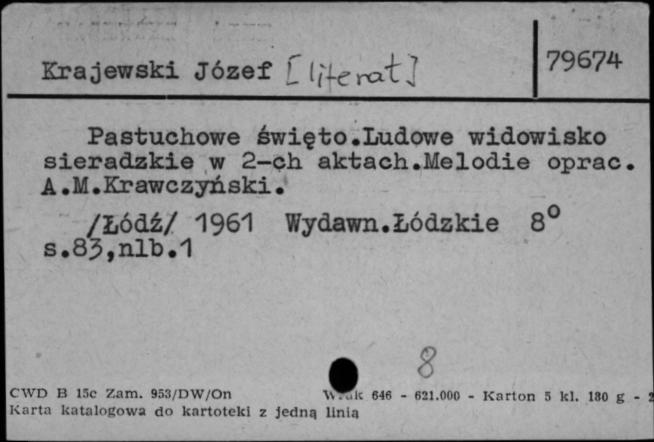 Krajewski Józef [literat]
79674
Pastuchowe święto.Ludowe widowisko
sieradzkie w 2-ch aktach.Melodie oprac.
A.M.Krawczyński.
/Łódź/ 1961 Wydawn.Łódzkie 8°
s.83,nlb.1
8
CWD B 15c Zam. 953/DW/On
646 - 621.000 - Karton 5 kl. 180 g -
Karta katalogowa do kartoteki z jedną linią